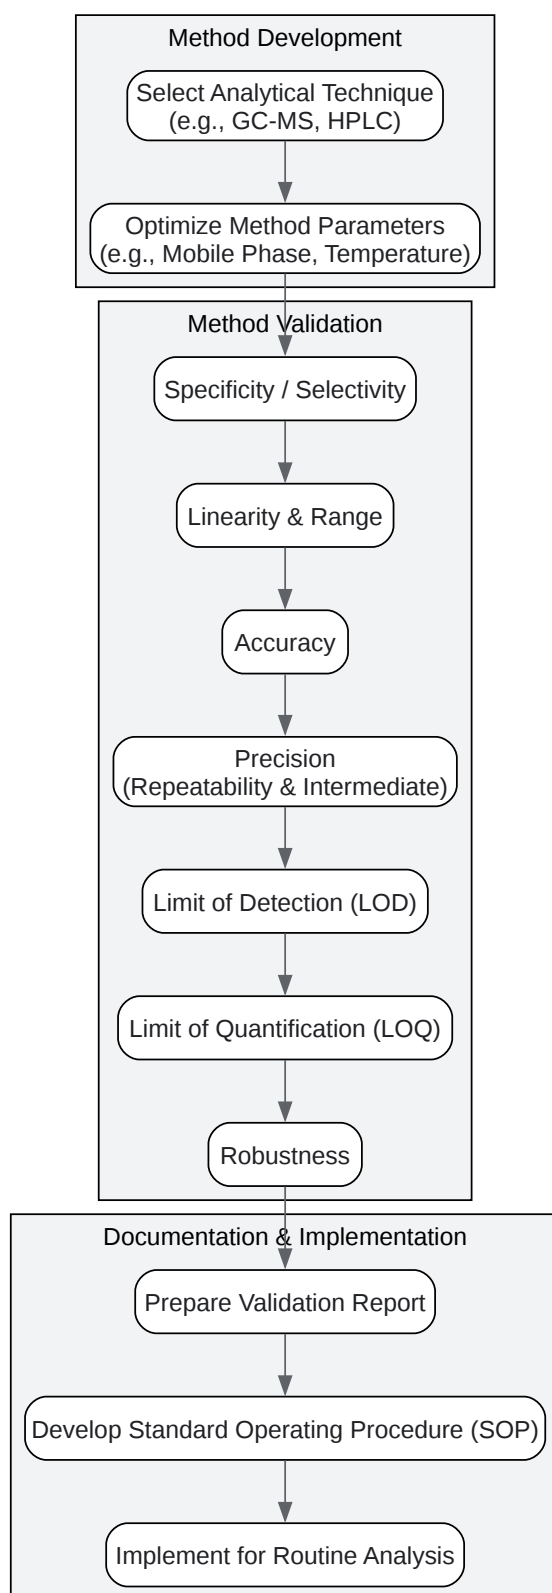 Method Development
Select Analytical Technique
(e.g., GC-MS, HPLC)
Optimize Method Parameters
(e.g., Mobile Phase, Temperature)
Method Validation
Specificity / Selectivity
Linearity & Range
Accuracy
Precision
(Repeatability & Intermediate)
Limit of Detection (LOD)
Limit of Quantification (LOQ)
Robustness
Documentation & Implementation
Prepare Validation Report
Develop Standard Operating Procedure (SOP)
Implement for Routine Analysis